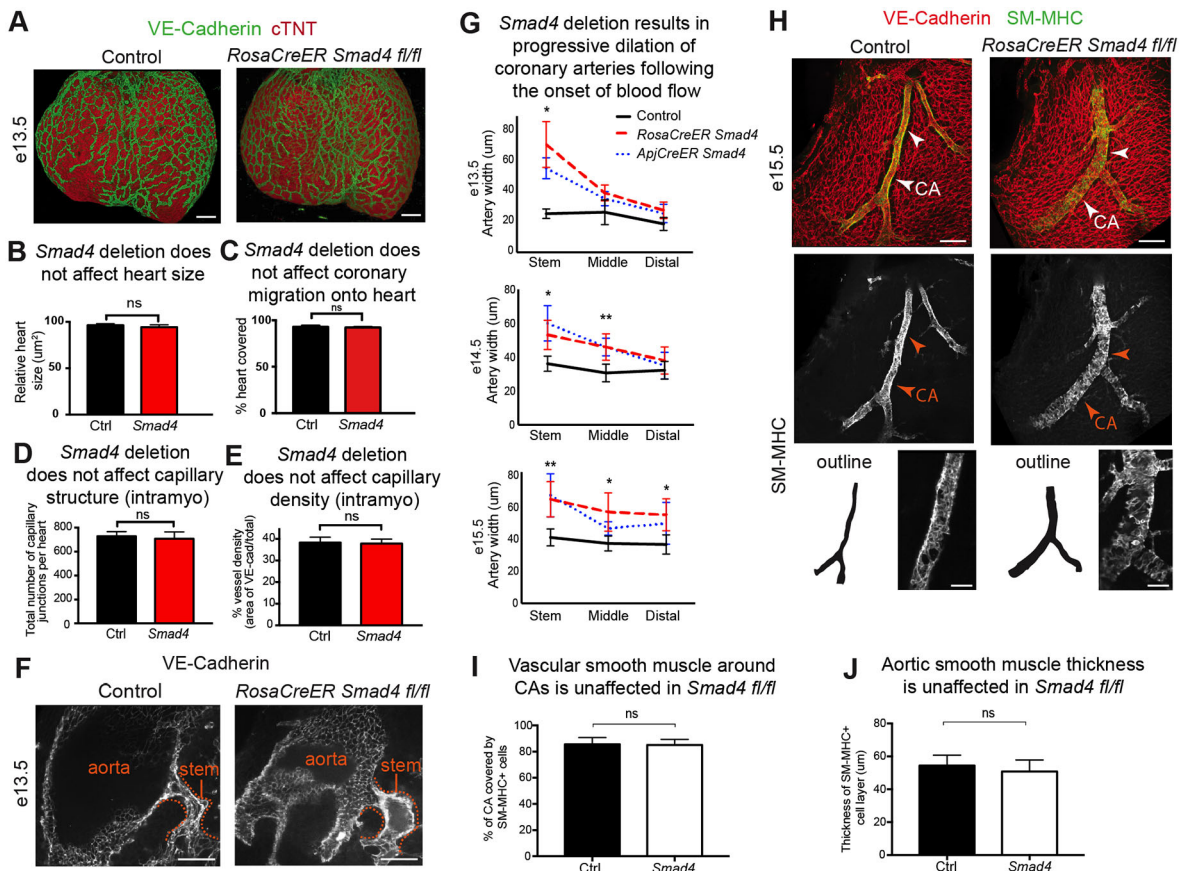 A
VE-Cadherin cTNT
Control
RosaCreER Smad4 fl/fl
e13.5
B
Smad4 deletion does
not affect heart size
Relative heart
size (um²)
100
50
0
ns
Ctrl
Smad4
C
Smad4 deletion does
not affect coronary
migration onto heart
% heart covered
100
50
0
ns
Ctrl
Smad4
D
Smad4 deletion
does not affect capillary
structure (intramyo)
Total number of capillary
junctions per heart
800
600
400
200
0
ns
Ctrl
Smad4
E
Smad4 deletion
does not affect capillary
density (intramyo)
% vessel density
(area of VE-cad/total)
40
30
20
10
0
ns
Ctrl
Smad4
F
VE-Cadherin
Control
RosaCreER Smad4 fl/fl
e13.5
aorta
stem
aorta
stem
G
Smad4 deletion results in
progressive dilation of
coronary arteries following
the onset of blood flow
Control
RosaCreER Smad4
ApjCreER Smad4
e13.5
Artery width (um)
80
60
40
20
0
*
Stem
Middle
Distal
e14.5
Artery width (um)
80
60
40
20
0
*
**
Stem
Middle
Distal
e15.5
Artery width (um)
80
60
40
20
0
**
*
*
Stem
Middle
Distal
H
VE-Cadherin SM-MHC
Control
RosaCreER Smad4 fl/fl
e15.5
CA
CA
SM-MHC
CA
CA
outline
outline
I
Vascular smooth muscle around
CAs is unaffected in Smad4 fl/fl
% of CA covered by
SM-MHC+ cells
100
80
60
40
20
0
ns
Ctrl
Smad4
J
Aortic smooth muscle thickness
is unaffected in Smad4 fl/fl
Thickness of SM-MHC+
cell layer (um)
80
60
40
20
0
ns
Ctrl
Smad4